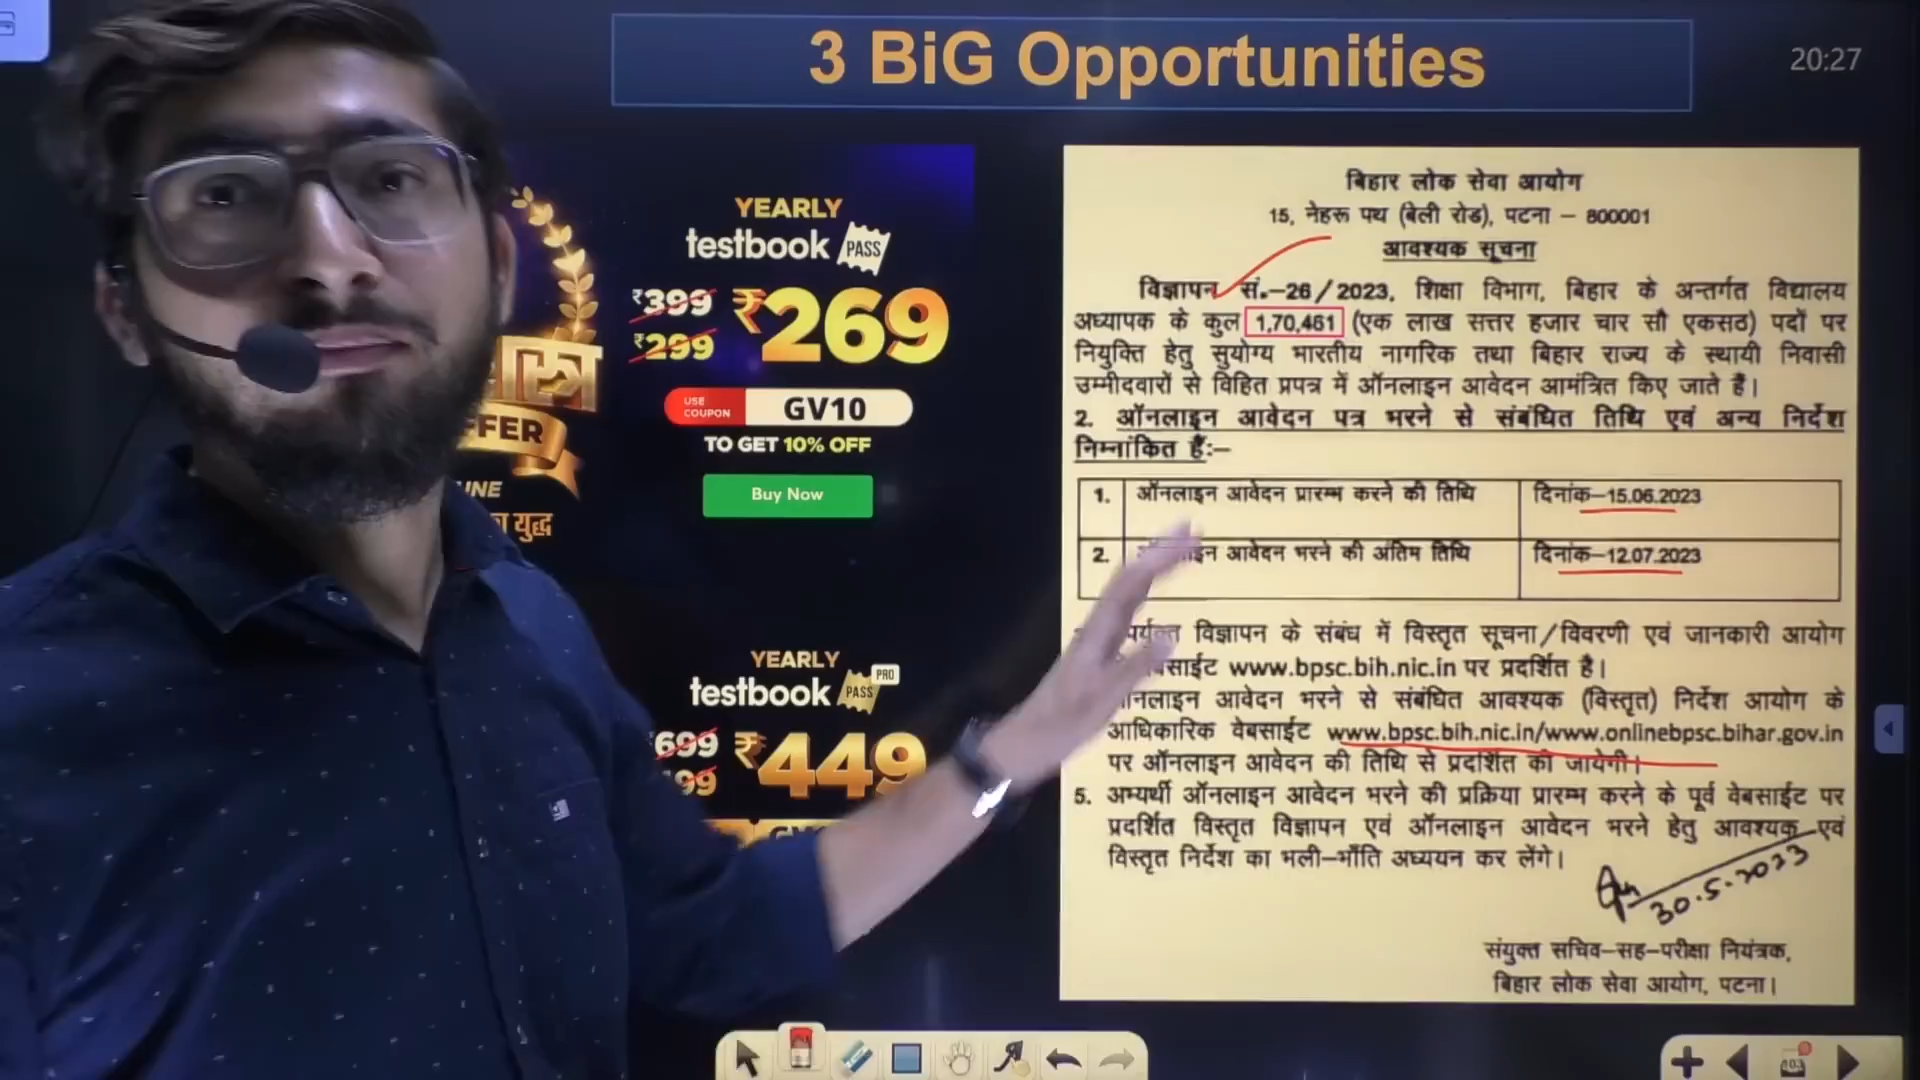 3 BiG Opportunities
20:27
YEARLY
testbook PASS
₹399
₹299
₹269
USE COUPON GV10
TO GET 10% OFF
Buy Now
FFER
युद्ध
YEARLY
testbook PASS PRO
₹699
99
₹449
बिहार लोक सेवा आयोग
15, नेहरू पथ (बेली रोड), पटना – 800001
आवश्यक सूचना
विज्ञापन सं.–26/2023, शिक्षा विभाग, बिहार के अन्तर्गत विद्यालय
अध्यापक के कुल 1,70,461 (एक लाख सत्तर हजार चार सौ एकसठ) पदों पर
नियुक्ति हेतु सुयोग्य भारतीय नागरिक तथा बिहार राज्य के स्थायी निवासी
उम्मीदवारों से विहित प्रपत्र में ऑनलाइन आवेदन आमंत्रित किए जाते हैं।
2. ऑनलाइन आवेदन पत्र भरने से संबंधित तिथि एवं अन्य निर्देश
निम्नांकित हैं:–
1. ऑनलाइन आवेदन प्रारम्भ करने की तिथि दिनांक–15.06.2023
2. आवेदन भरने की अंतिम तिथि दिनांक–12.07.2023
विज्ञापन के संबंध में विस्तृत सूचना/विवरणी एवं जानकारी आयोग
www.bpsc.bih.nic.in पर प्रदर्शित है।
आवेदन भरने से संबंधित आवश्यक (विस्तृत) निर्देश आयोग के
आधिकारिक वेबसाईट www.bpsc.bih.nic.in/www.onlinebpsc.bihar.gov.in
पर ऑनलाइन आवेदन की तिथि से प्रदर्शित की जायेगी।
5. अभ्यर्थी ऑनलाइन आवेदन भरने की प्रक्रिया प्रारम्भ करने के पूर्व वेबसाईट पर
प्रदर्शित विस्तृत विज्ञापन एवं ऑनलाइन आवेदन भरने हेतु आवश्यक एवं
विस्तृत निर्देश का भली–भाँति अध्ययन कर लेंगे।
30.5.2023
संयुक्त सचिव–सह–परीक्षा नियंत्रक,
बिहार लोक सेवा आयोग, पटना।